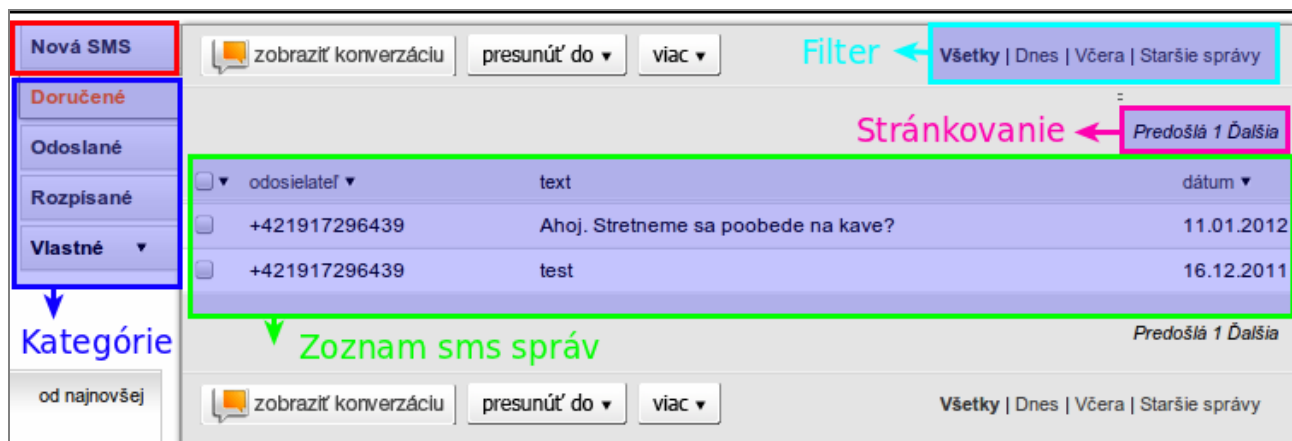 Nová SMS
zobraziť konverzáciu presunúť do ▾ viac ▾ Filter Všetky | Dnes | Včera | Staršie správy
Doručené
Stránkovanie Predošlá 1 Ďalšia
Odoslané
odosielateľ ▾ text dátum ▾
Rozpísané
+421917296439 Ahoj. Stretneme sa poobede na kave? 11.01.2012
Vlastné ▾
+421917296439 test 16.12.2011
Kategórie
Zoznam sms správ
Predošlá 1 Ďalšia
od najnovšej
zobraziť konverzáciu presunúť do ▾ viac ▾ Všetky | Dnes | Včera | Staršie správy